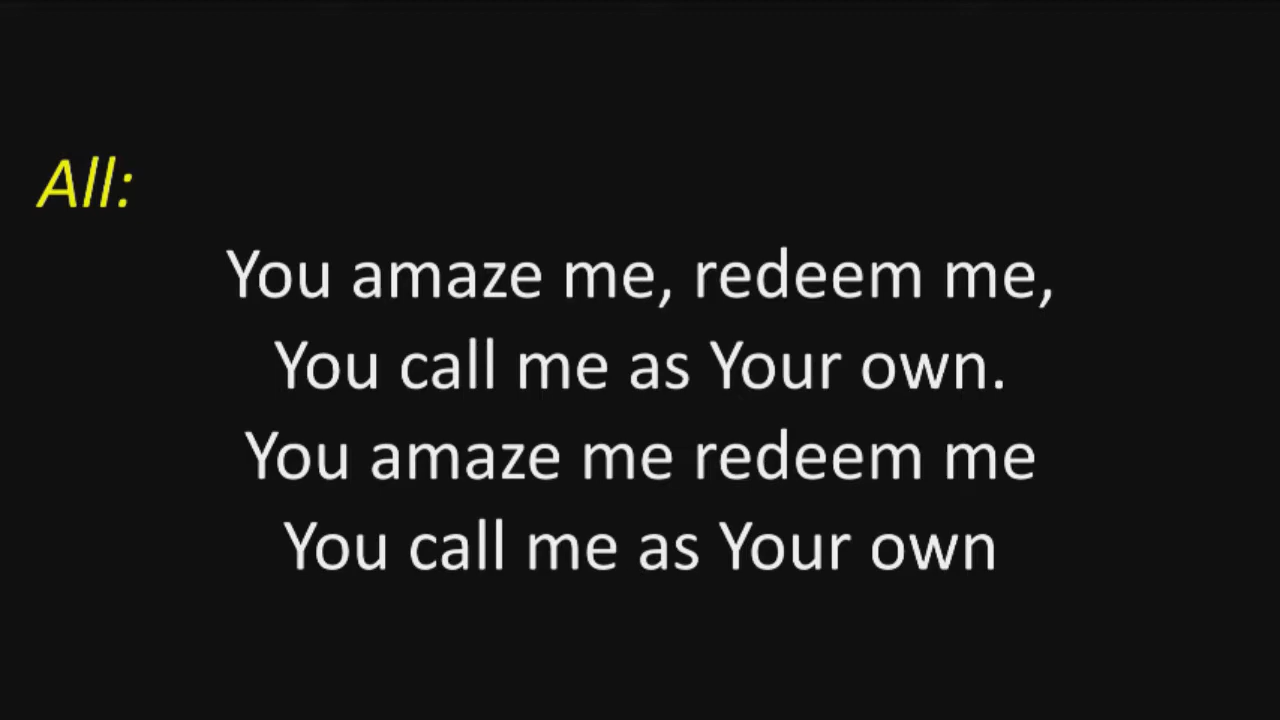 All:
You amaze me, redeem me,
You call me as Your own.
You amaze me redeem me
You call me as Your own